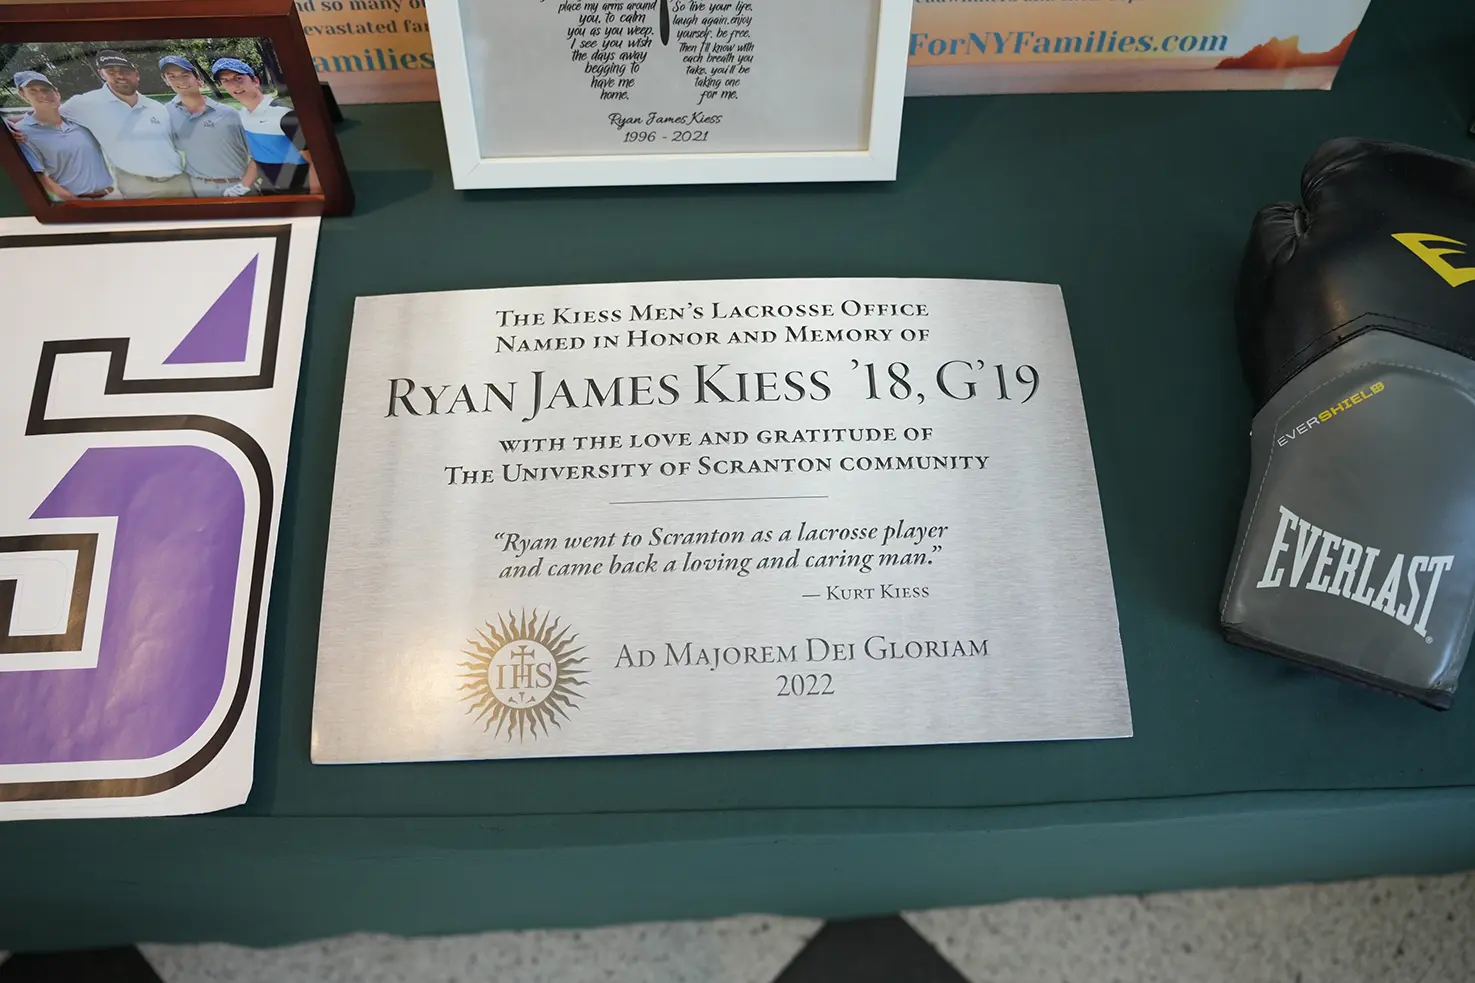 nd so many o
evastated fa
amilies
place my arms around
you, to calm
you as you weep.
I see you wish
the days away
begging to
have me
home.
So live your life,
laugh again, enjoy
yourself, be free.
Then I'll know with
each breath you
take, you'll be
taking one
for me.
Ryan James Kiess
1996 - 2021
ForNYFamilies.com
The Kiess Men's Lacrosse Office
Named in Honor and Memory of
Ryan James Kiess '18, G'19
with the love and gratitude of
The University of Scranton community
"Ryan went to Scranton as a lacrosse player
and came back a loving and caring man."
— Kurt Kiess
IHS
Ad Majorem Dei Gloriam
2022
5
EVERSHIELD
EVERLAST